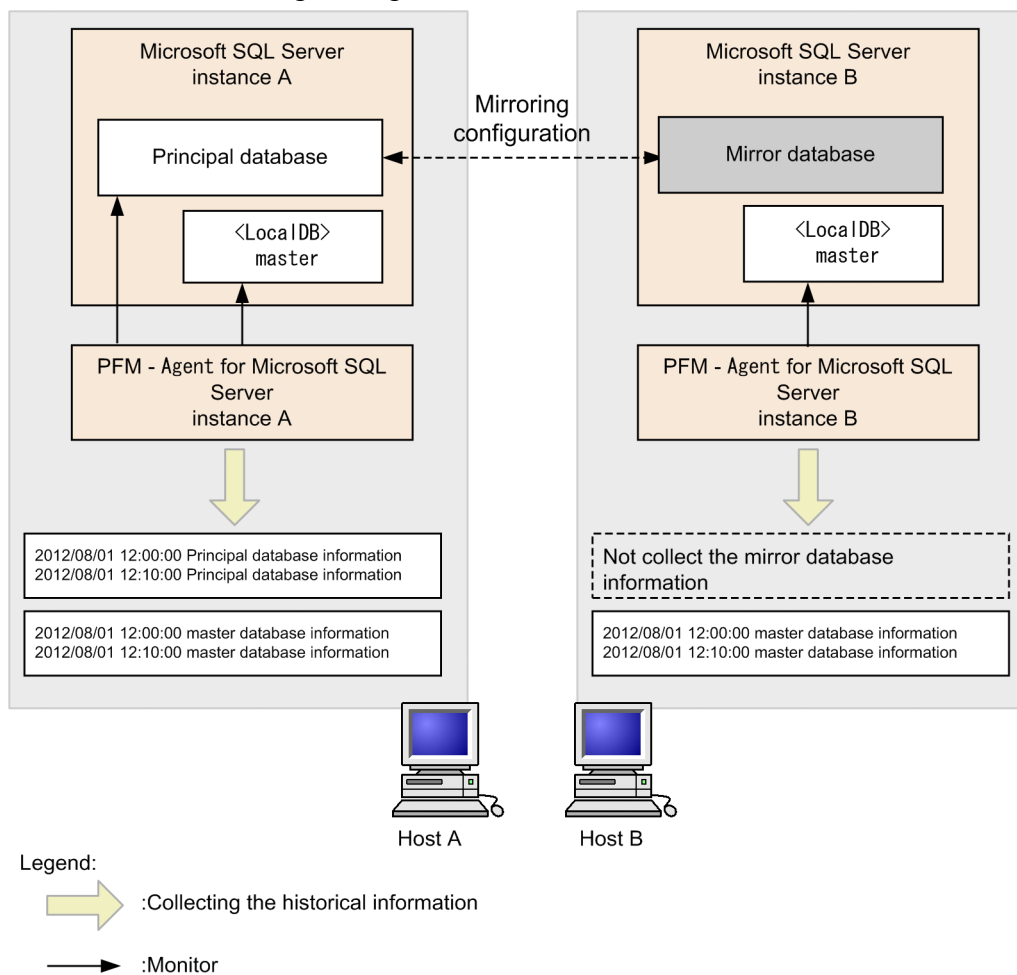 Microsoft SQL Server
instance A
Principal database
<LocalDB>
master
PFM - Agent for Microsoft SQL
Server
instance A
2012/08/01 12:00:00 Principal database information
2012/08/01 12:10:00 Principal database information
2012/08/01 12:00:00 master database information
2012/08/01 12:10:00 master database information
Mirroring
configuration
Microsoft SQL Server
instance B
Mirror database
<LocalDB>
master
PFM - Agent for Microsoft SQL
Server
instance B
Not collect the mirror database
information
2012/08/01 12:00:00 master database information
2012/08/01 12:10:00 master database information
Host A
Host B
Legend:
:Collecting the historical information
:Monitor